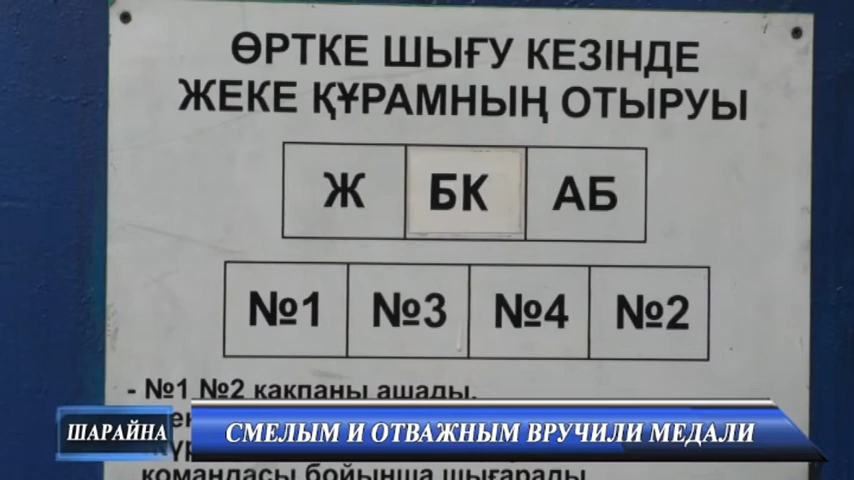 ӨРТКЕ ШЫҒУ КЕЗІНДЕ
ЖЕКЕ ҚҰРАМНЫҢ ОТЫРУЫ
Ж БК АБ
№1 №3 №4 №2
- №1 №2 қақпаны ашады.
ШАРАЙНА
СМЕЛЫМ И ОТВАЖНЫМ ВРУЧИЛИ МЕДАЛИ
командасы бойынша шығарады